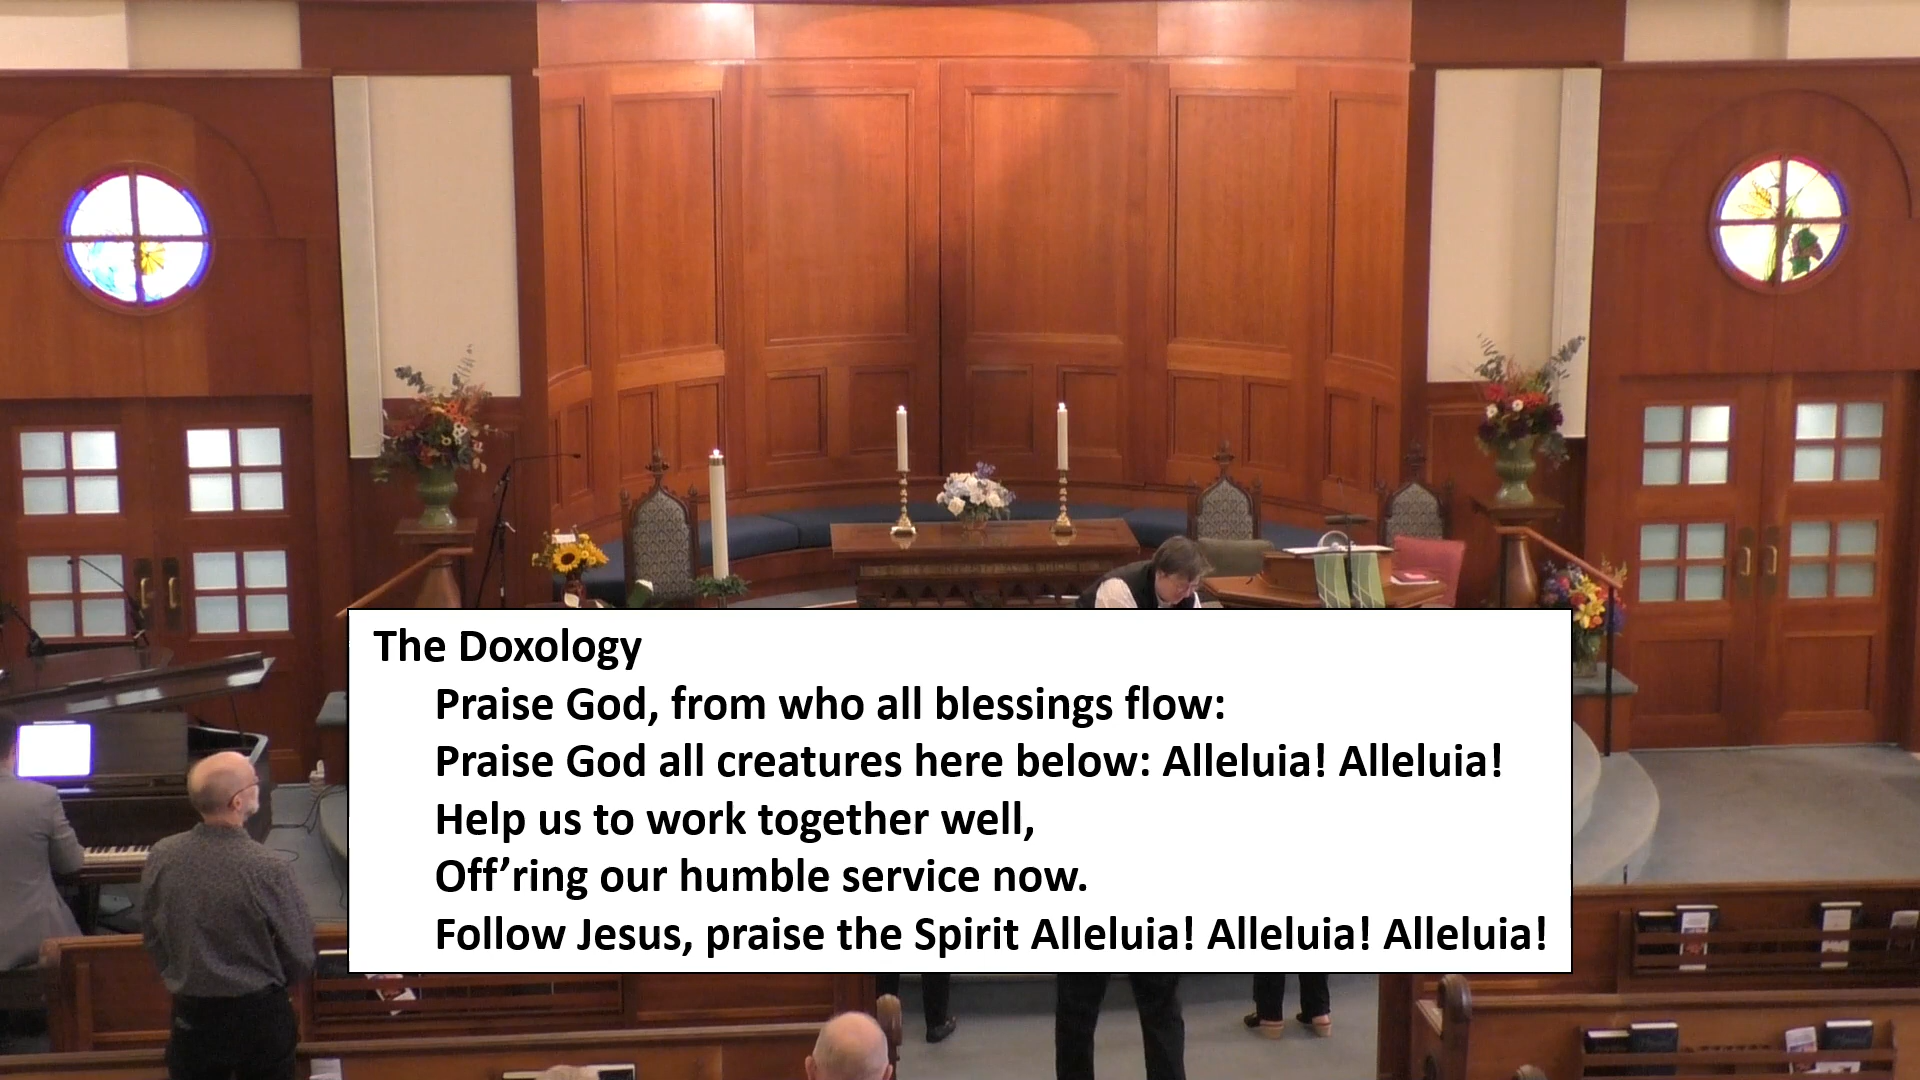 The Doxology
Praise God, from who all blessings flow:
Praise God all creatures here below: Alleluia! Alleluia!
Help us to work together well,
Off’ring our humble service now.
Follow Jesus, praise the Spirit Alleluia! Alleluia! Alleluia!